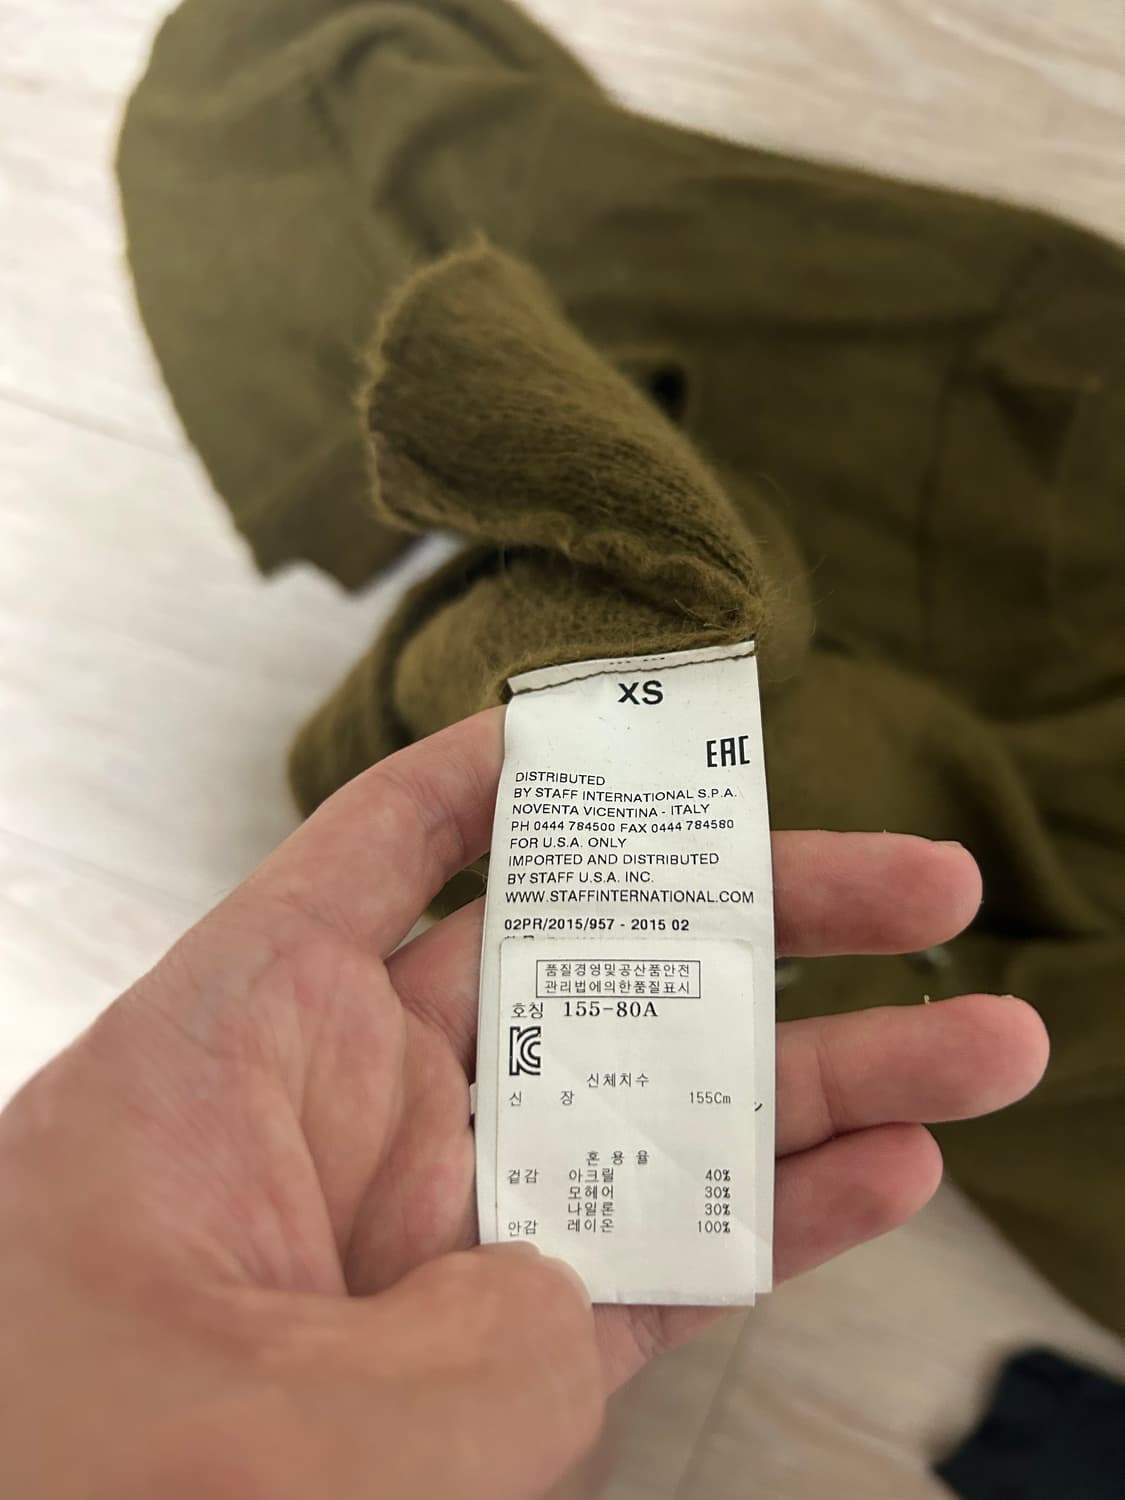 XS
EAC
DISTRIBUTED
BY STAFF INTERNATIONAL S.P.A.
NOVENTA VICENTINA - ITALY
PH 0444 784500 FAX 0444 784580
FOR U.S.A. ONLY
IMPORTED AND DISTRIBUTED
BY STAFF U.S.A. INC.
WWW.STAFFINTERNATIONAL.COM
02PR/2015/957 - 2015 02
품질경영및공산품안전
관리법에의한품질표시
호칭 155-80A
KC
신체치수
신 장 155Cm
혼 용 율
겉감 아크릴 40%
모헤어 30%
나일론 30%
안감 레이온 100%